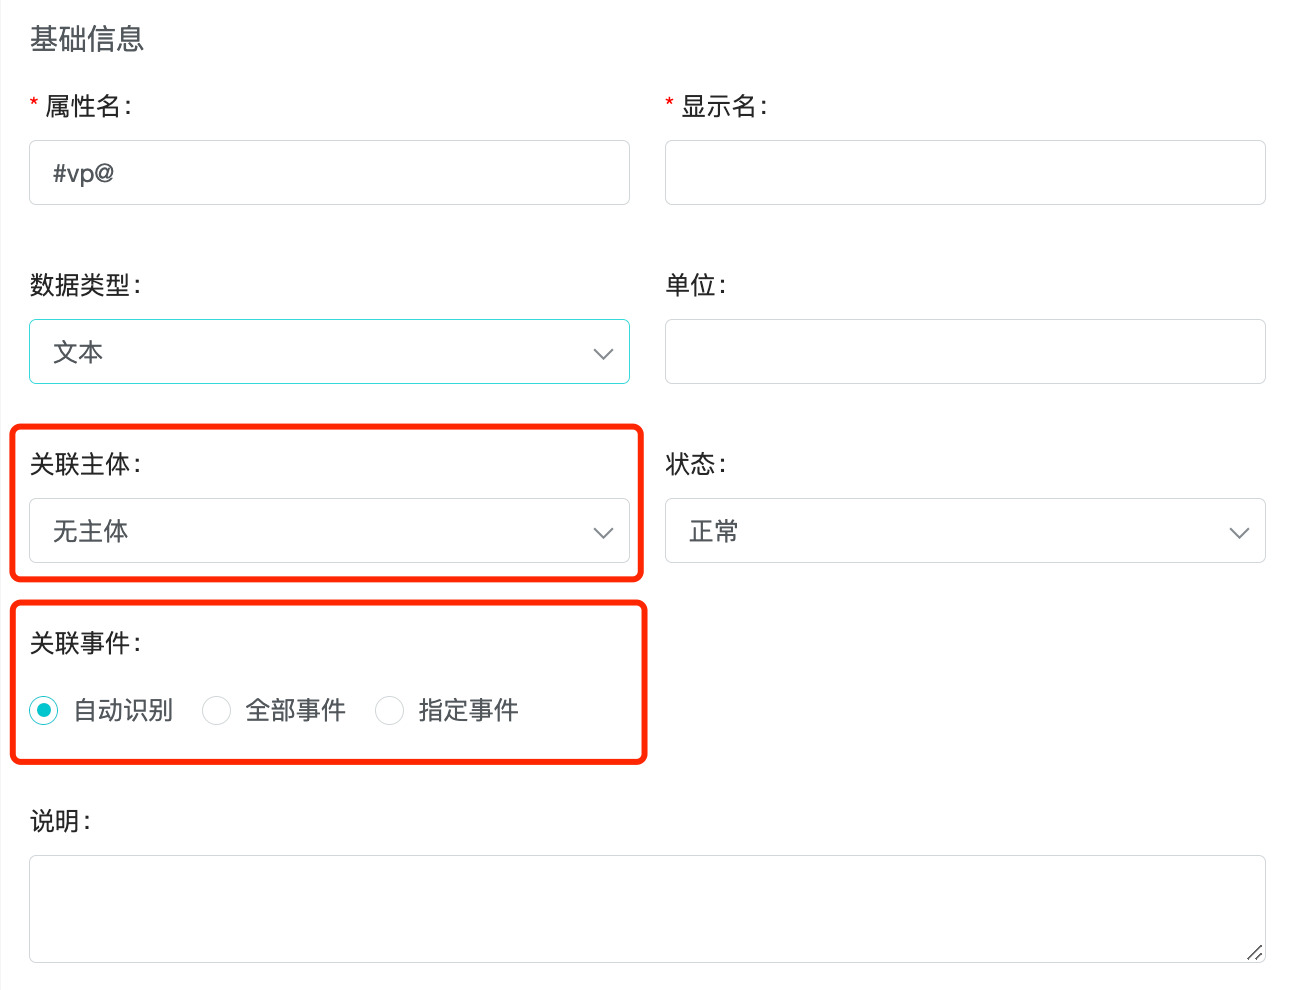 基础信息
* 属性名: * 显示名:
#vp@
数据类型: 单位:
文本
关联主体: 状态:
无主体 正常
关联事件:
自动识别 全部事件 指定事件
说明: